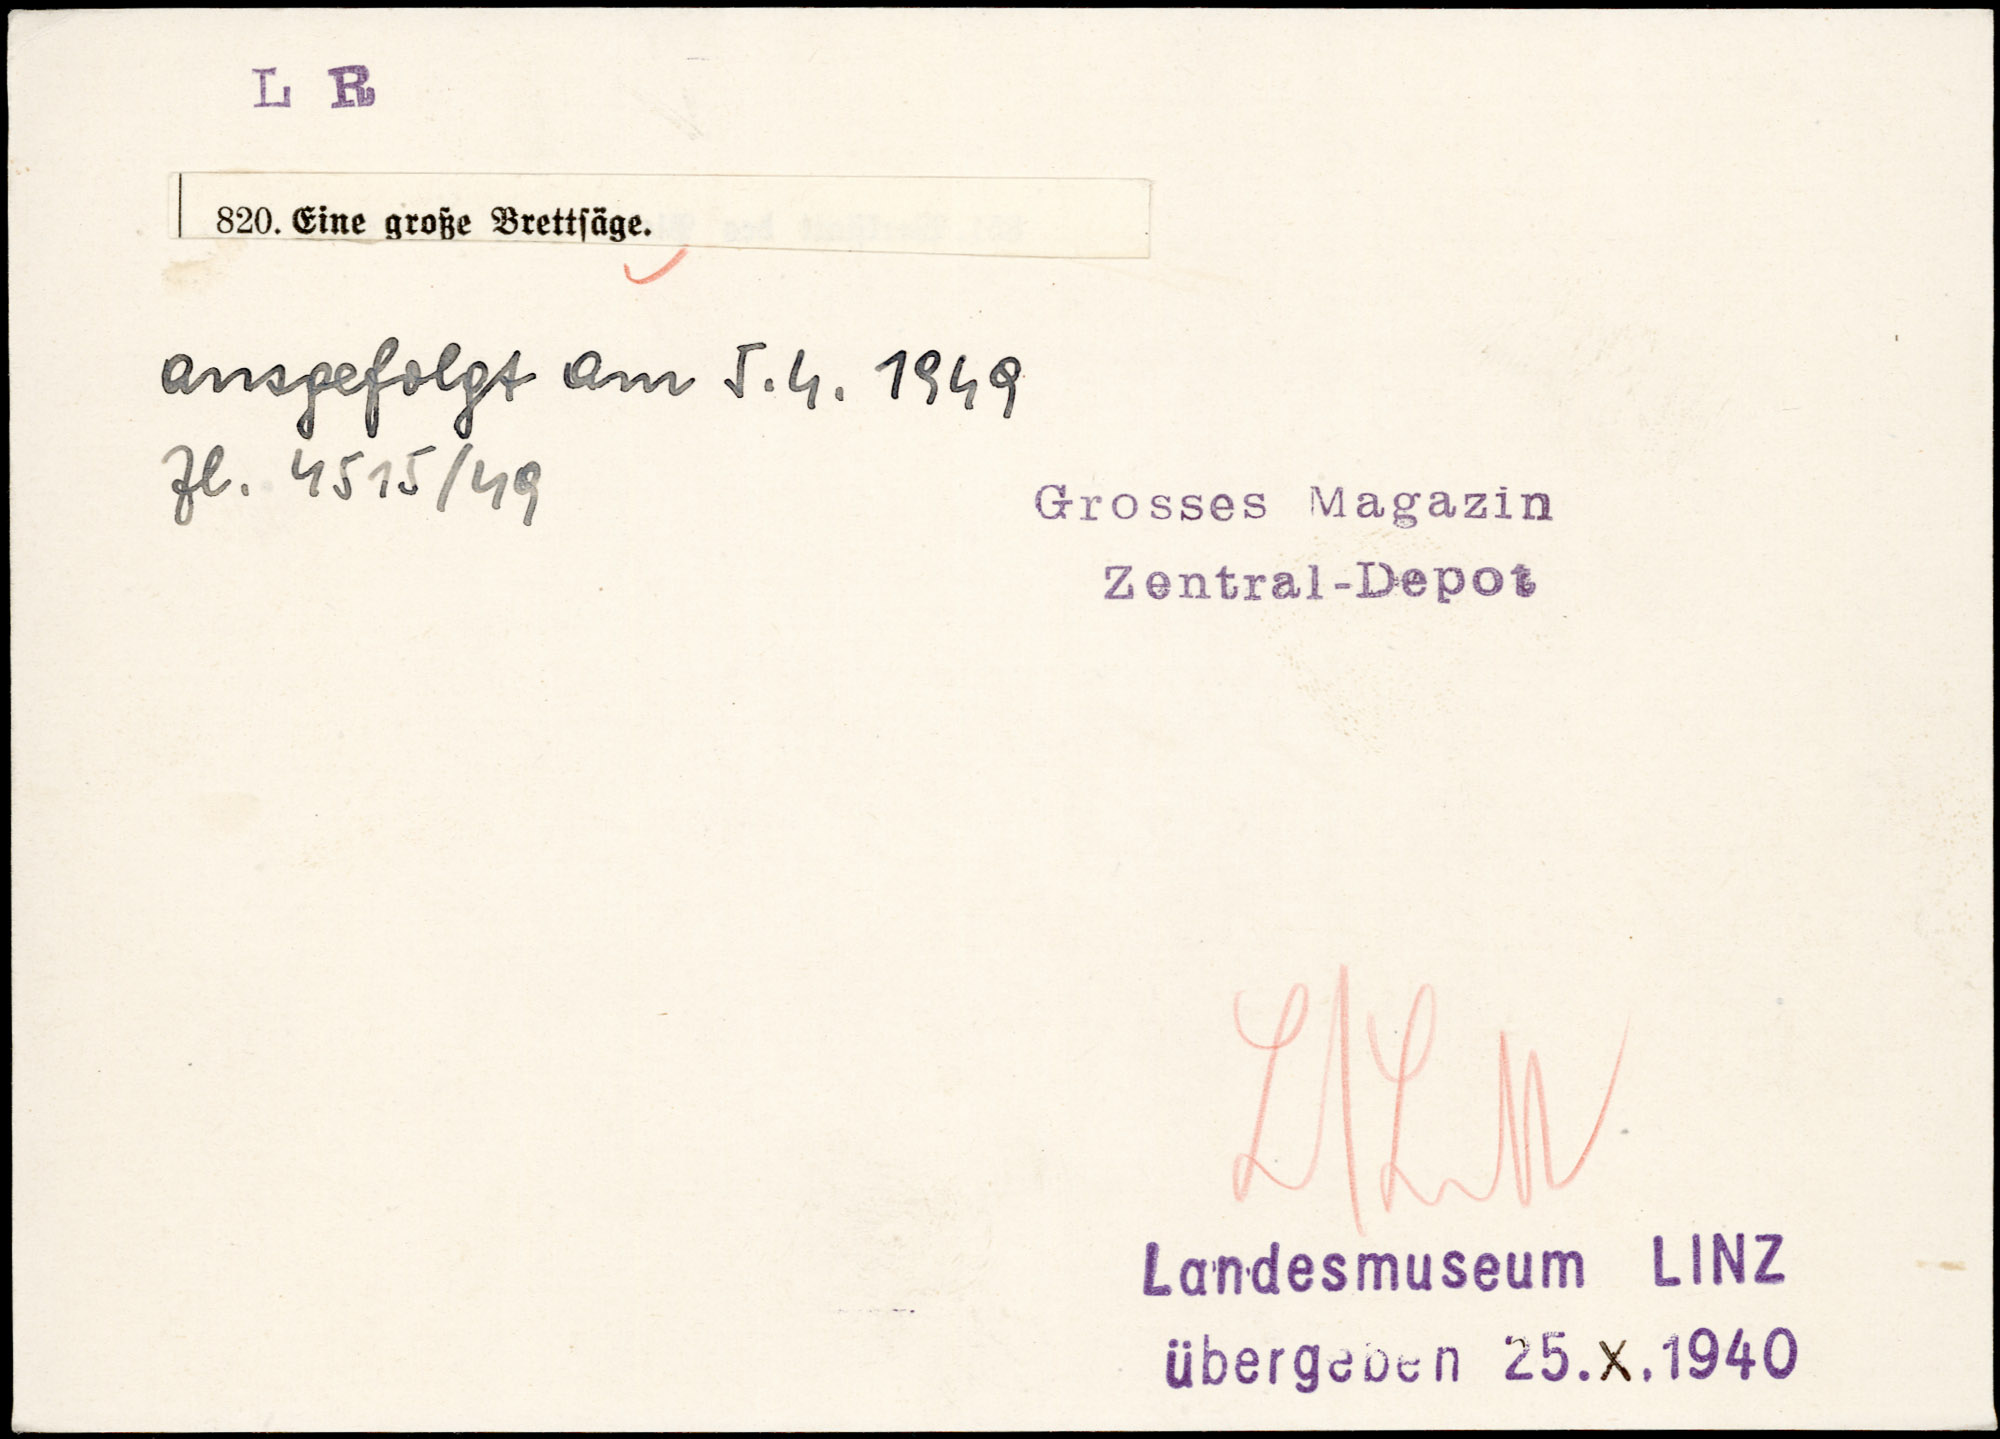 L R
820. Eine große Brettſäge.
ausgefolgt am 5.4. 1949
Zl. 4515/49
Grosses Magazin
Zentral-Depot
Landesmuseum LINZ
übergeben 25.X.1940